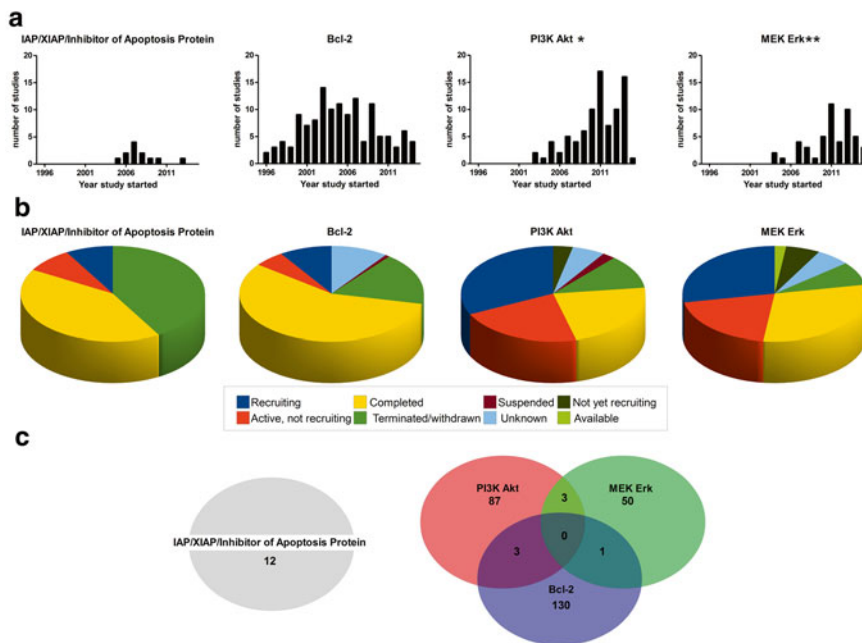 a
IAP/XIAP/Inhibitor of Apoptosis Protein
number of studies
20
15
10
5
0
1996 2001 2006 2011
Year study started
Bcl-2
number of studies
20
15
10
5
0
1996 2001 2006 2011
Year study started
PI3K Akt *
number of studies
20
15
10
5
0
1996 2001 2006 2011
Year study started
MEK Erk**
number of studies
20
15
10
5
0
1996 2001 2006 2011
Year study started
b
IAP/XIAP/Inhibitor of Apoptosis Protein
Bcl-2
PI3K Akt
MEK Erk
Recruiting Completed Suspended Not yet recruiting
Active, not recruiting Terminated/withdrawn Unknown Available
c
IAP/XIAP/Inhibitor of Apoptosis Protein
12
PI3K Akt
87
3
MEK Erk
50
0
3
1
Bcl-2
130